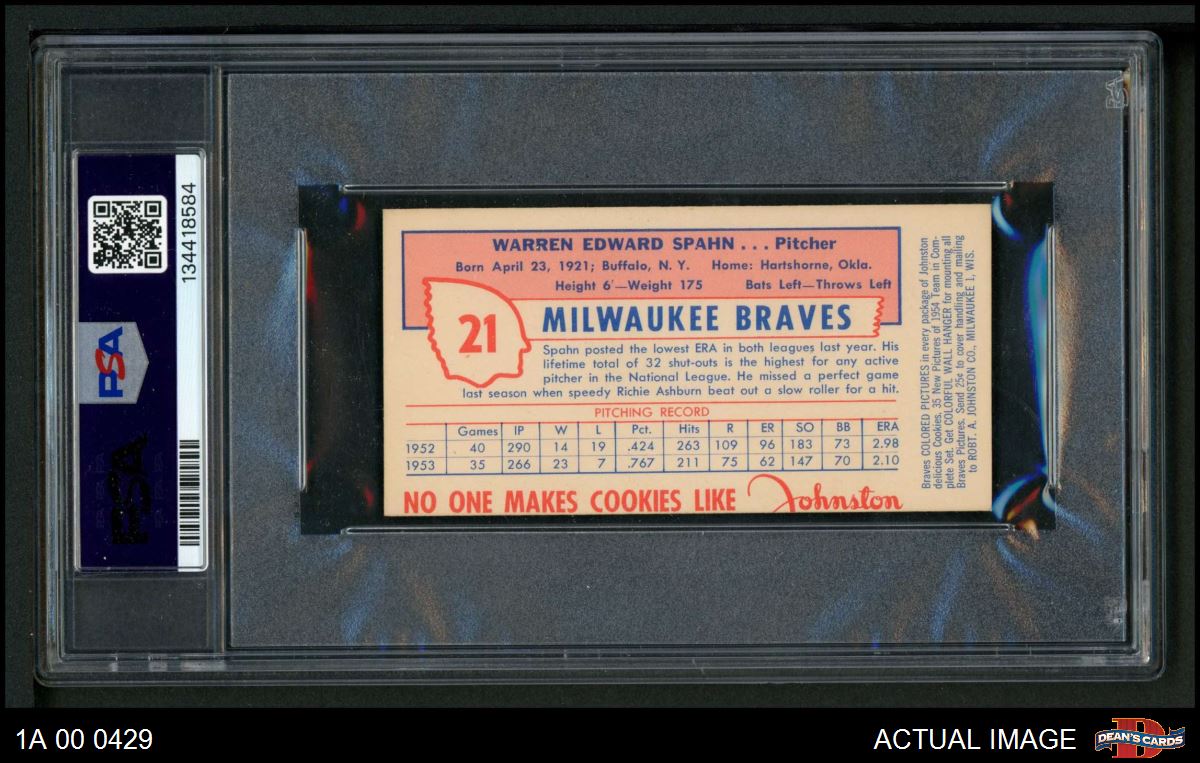 134418584
PSA
PSA
WARREN EDWARD SPAHN . . . Pitcher
Born April 23, 1921; Buffalo, N. Y. Home: Hartshorne, Okla.
Height 6'—Weight 175 Bats Left—Throws Left
21
MILWAUKEE BRAVES
Spahn posted the lowest ERA in both leagues last year. His
lifetime total of 32 shut-outs is the highest for any active
pitcher in the National League. He missed a perfect game
last season when speedy Richie Ashburn beat out a slow roller for a hit.
PITCHING RECORD
Games IP W L Pct. Hits R ER SO BB ERA
1952 40 290 14 19 .424 263 109 96 183 73 2.98
1953 35 266 23 7 .767 211 75 62 147 70 2.10
NO ONE MAKES COOKIES LIKE Johnston
Braves COLORED PICTURES in every package of Johnston
delicious Cookies. 35 New Pictures of 1954 Team in Com-
plete Set. Get COLORFUL WALL HANGER for mounting all
Braves Pictures. Send 25¢ to cover handling and mailing
to ROBT. A. JOHNSTON CO., MILWAUKEE 1, WIS.
1A 00 0429
ACTUAL IMAGE
DEAN'S CARDS